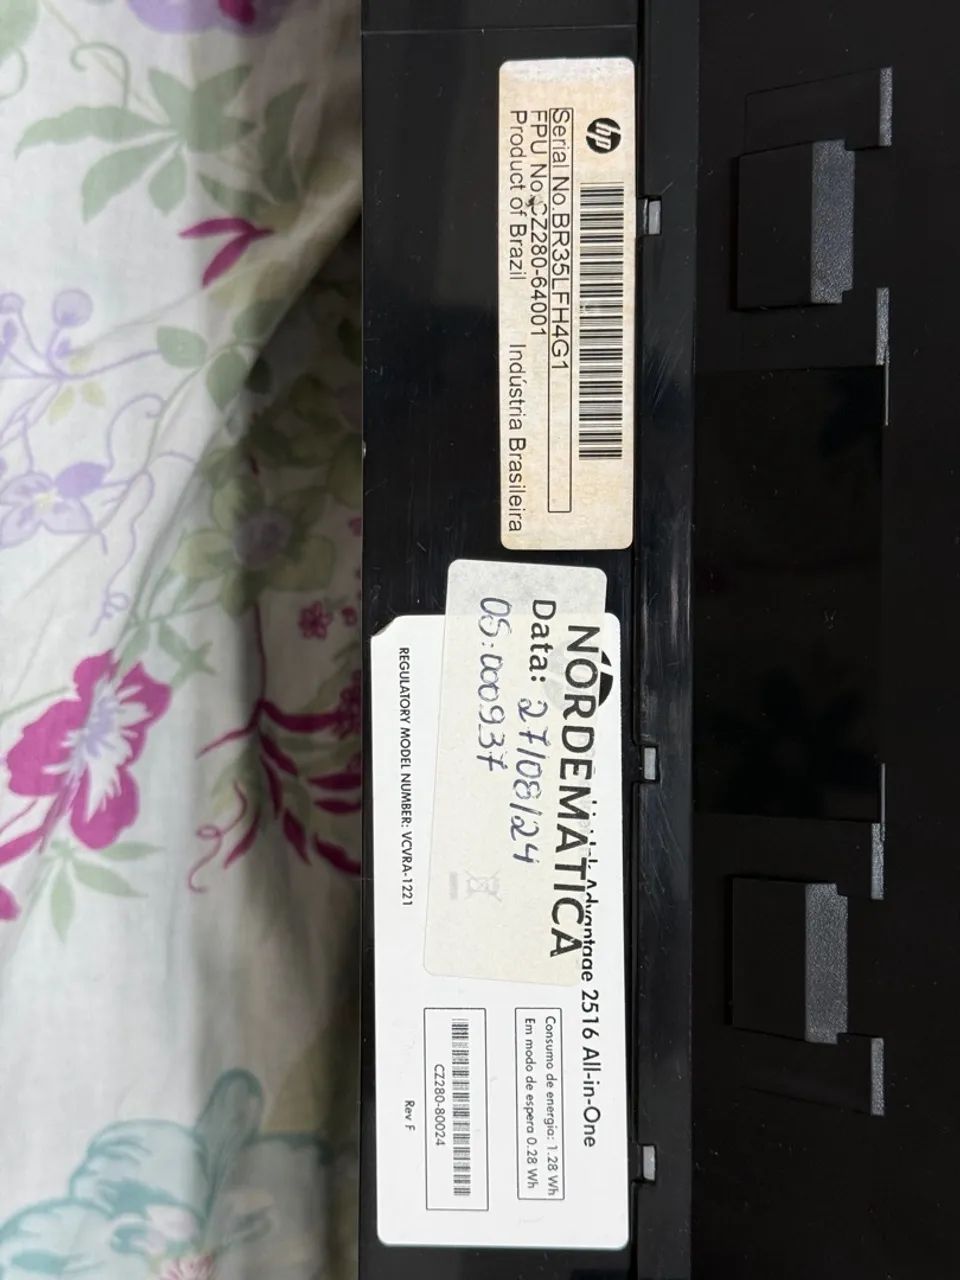 hp
Serial No.BR35LFH4G1
FPU No.CZ280-64001
Product of Brazil Indústria Brasileira
NORDEMATICA
Data: 27/08/24
OS:000937
Advantage 2516 All-in-One
Consumo de energia: 1.28 Wh
Em modo de espera 0.28 Wh
CZ280-80024
REGULATORY MODEL NUMBER: VCVRA-1221
Rev F